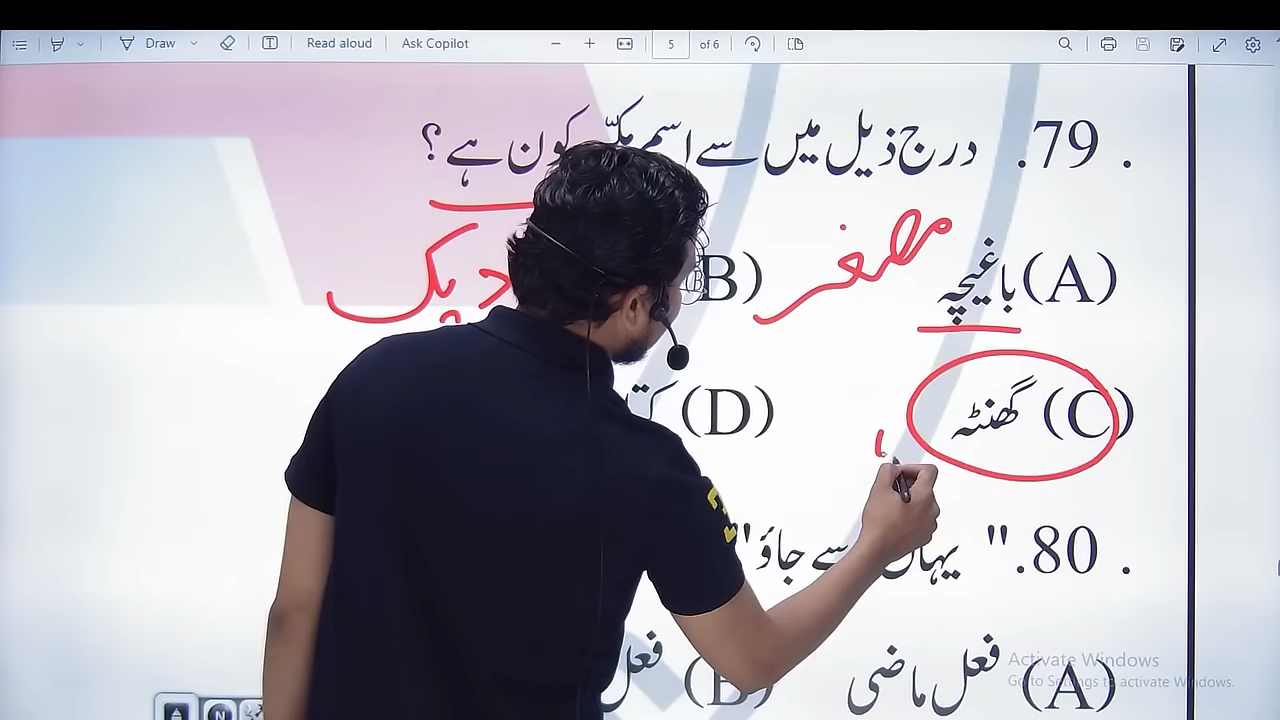 Draw
Read aloud
Ask Copilot
5 of 6
79. درج ذیل میں سے اسم مکبّر کون ہے؟
(A) باغیچہ مصغر (B)
(C) گھنٹہ (D)
80. "یہاں سے جاؤ"
(A) فعل ماضی (B) فعل
Activate Windows
Go to Settings to activate Windows.